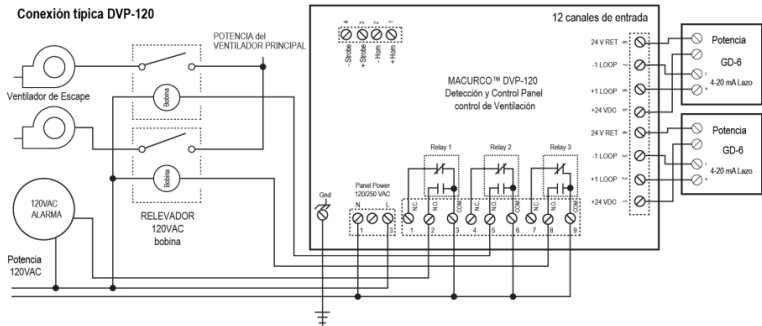 Conexión típica DVP-120
POTENCIA del
VENTILADOR PRINCIPAL
Ventilador de Escape
Bobina
Bobina
RELEVADOR
120VAC
bobina
120VAC
ALARMA
Potencia
120VAC
4
3
2
1
- Strobe
+ Strobe
- Horn
+ Horn
MACURCO™ DVP-120
Detección y Control Panel
control de Ventilación
12 canales de entrada
24 V RET
-1 LOOP
+1 LOOP
+24 VDC
24 V RET
-1 LOOP
+1 LOOP
+24 VDC
Potencia
GD-6
-
4-20 mA Lazo
+
Potencia
GD-6
-
4-20 mA Lazo
+
Relay 1
Relay 2
Relay 3
Gnd
Panel Power
120/250 VAC
N
L
1
3
N.C.
N.O.
COM
N.C.
N.O.
COM
N.C.
N.O.
COM
1
2
3
4
5
6
7
8
9